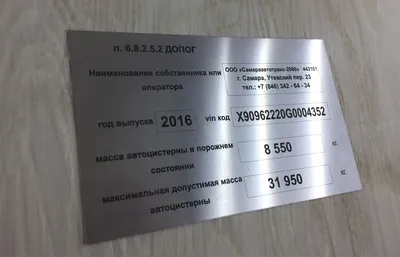 п. 6.8.2.5.2 ДОПОГ
Наименование собственника или оператора
ООО «Самараавтотранс-2000» 443101
г. Самара, Утевский пер. 23
тел.: +7 (846) 342 - 64 - 34
год выпуска 2016 vin код X90962220G0004352
масса автоцистерны в порожнем состоянии 8 550 кг.
максимальная допустимая масса автоцистерны 31 950 кг.